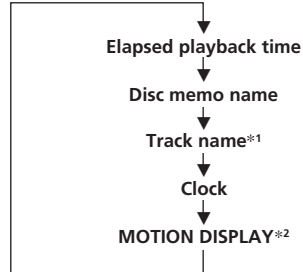 Elapsed playback time
Disc memo name
Track name*1
Clock
MOTION DISPLAY*2